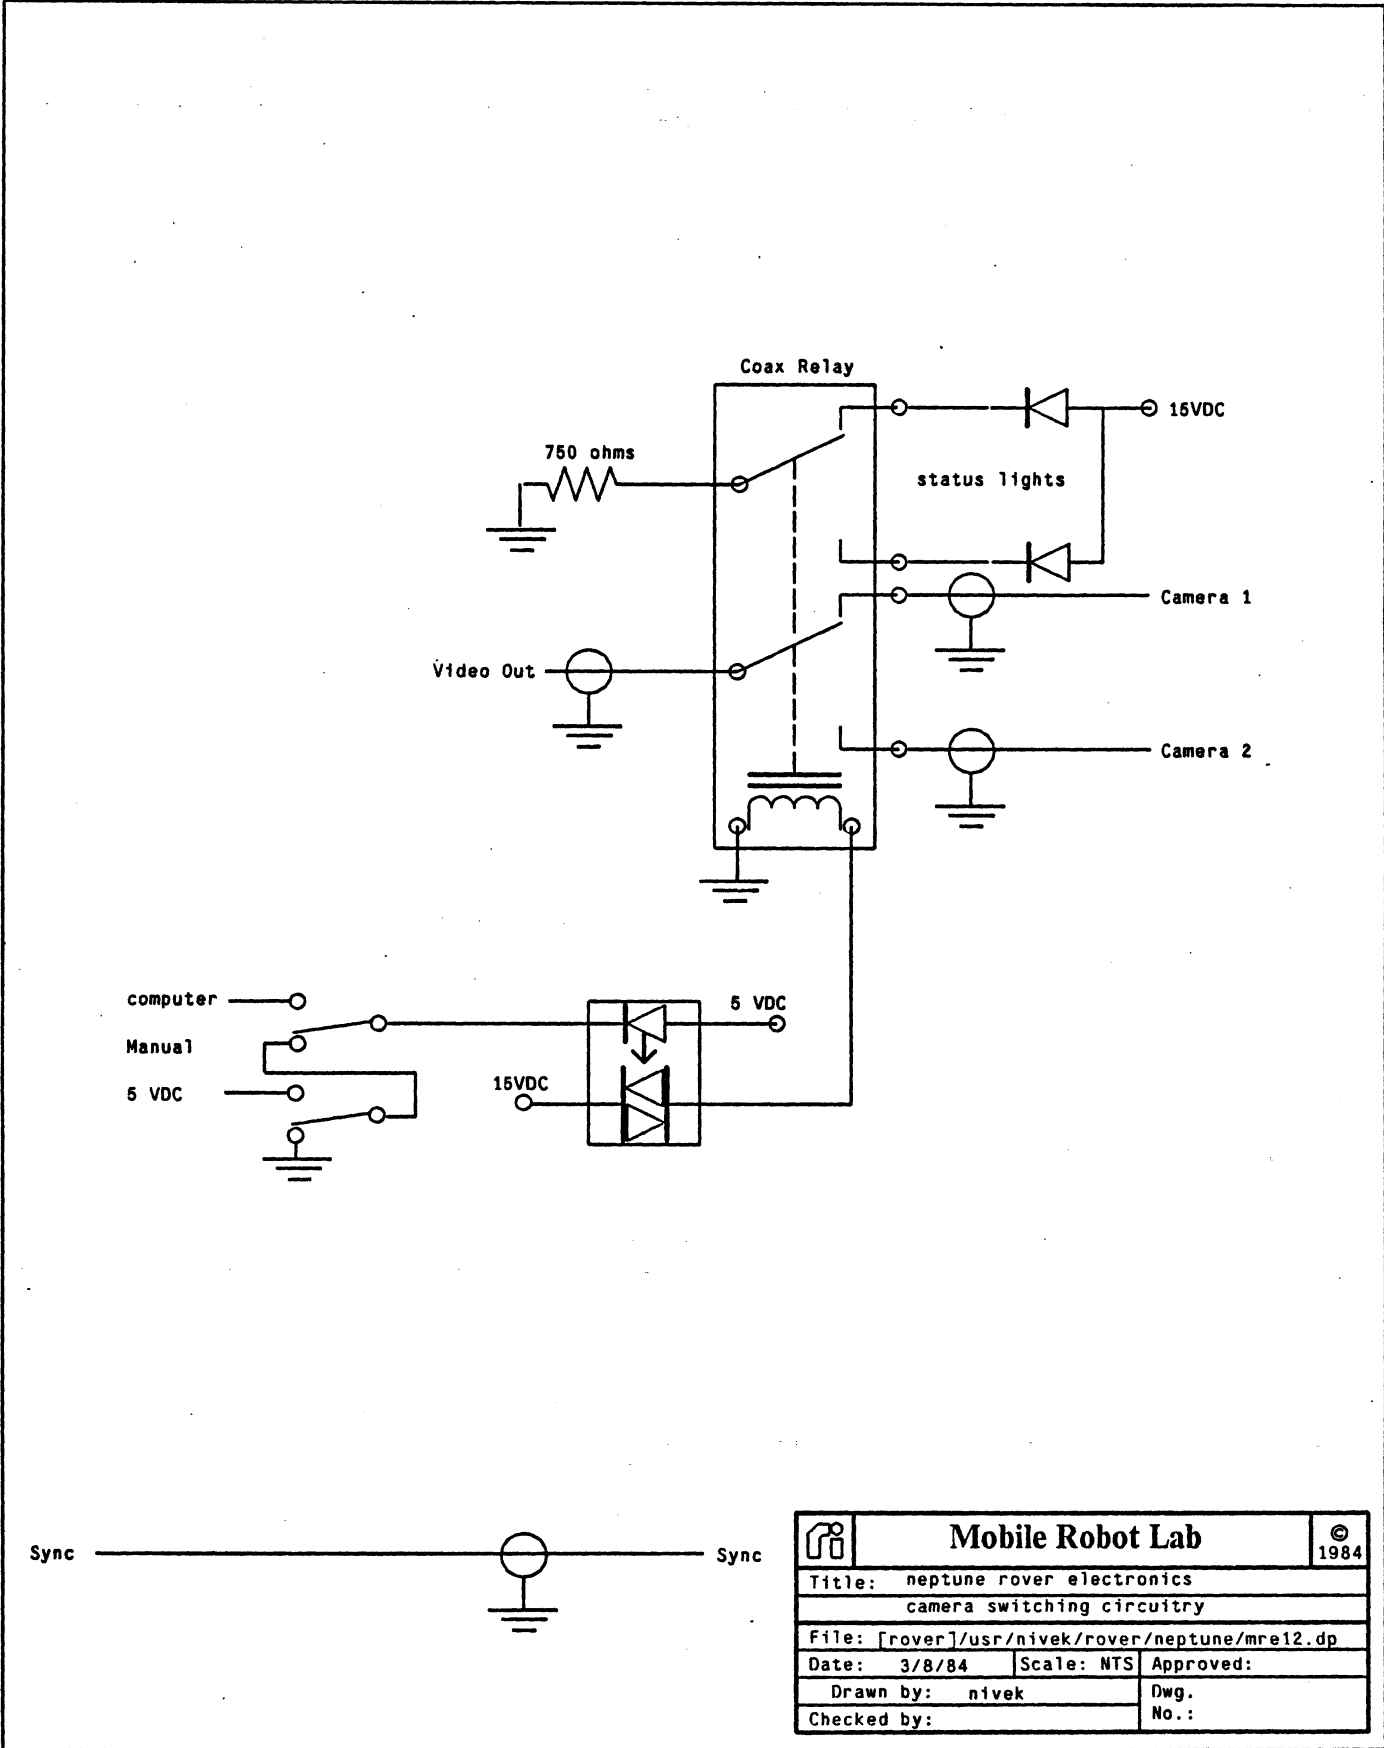 Coax Relay
15VDC
750 ohms
status lights
Camera 1
Video Out
Camera 2
computer
5 VDC
Manual
15VDC
5 VDC
Sync
Sync
Mobile Robot Lab
© 1984
Title: neptune rover electronics
camera switching circuitry
File: [rover]/usr/nivek/rover/neptune/mre12.dp
Date: 3/8/84 Scale: NTS Approved:
Drawn by: nivek Dwg.
No.:
Checked by: